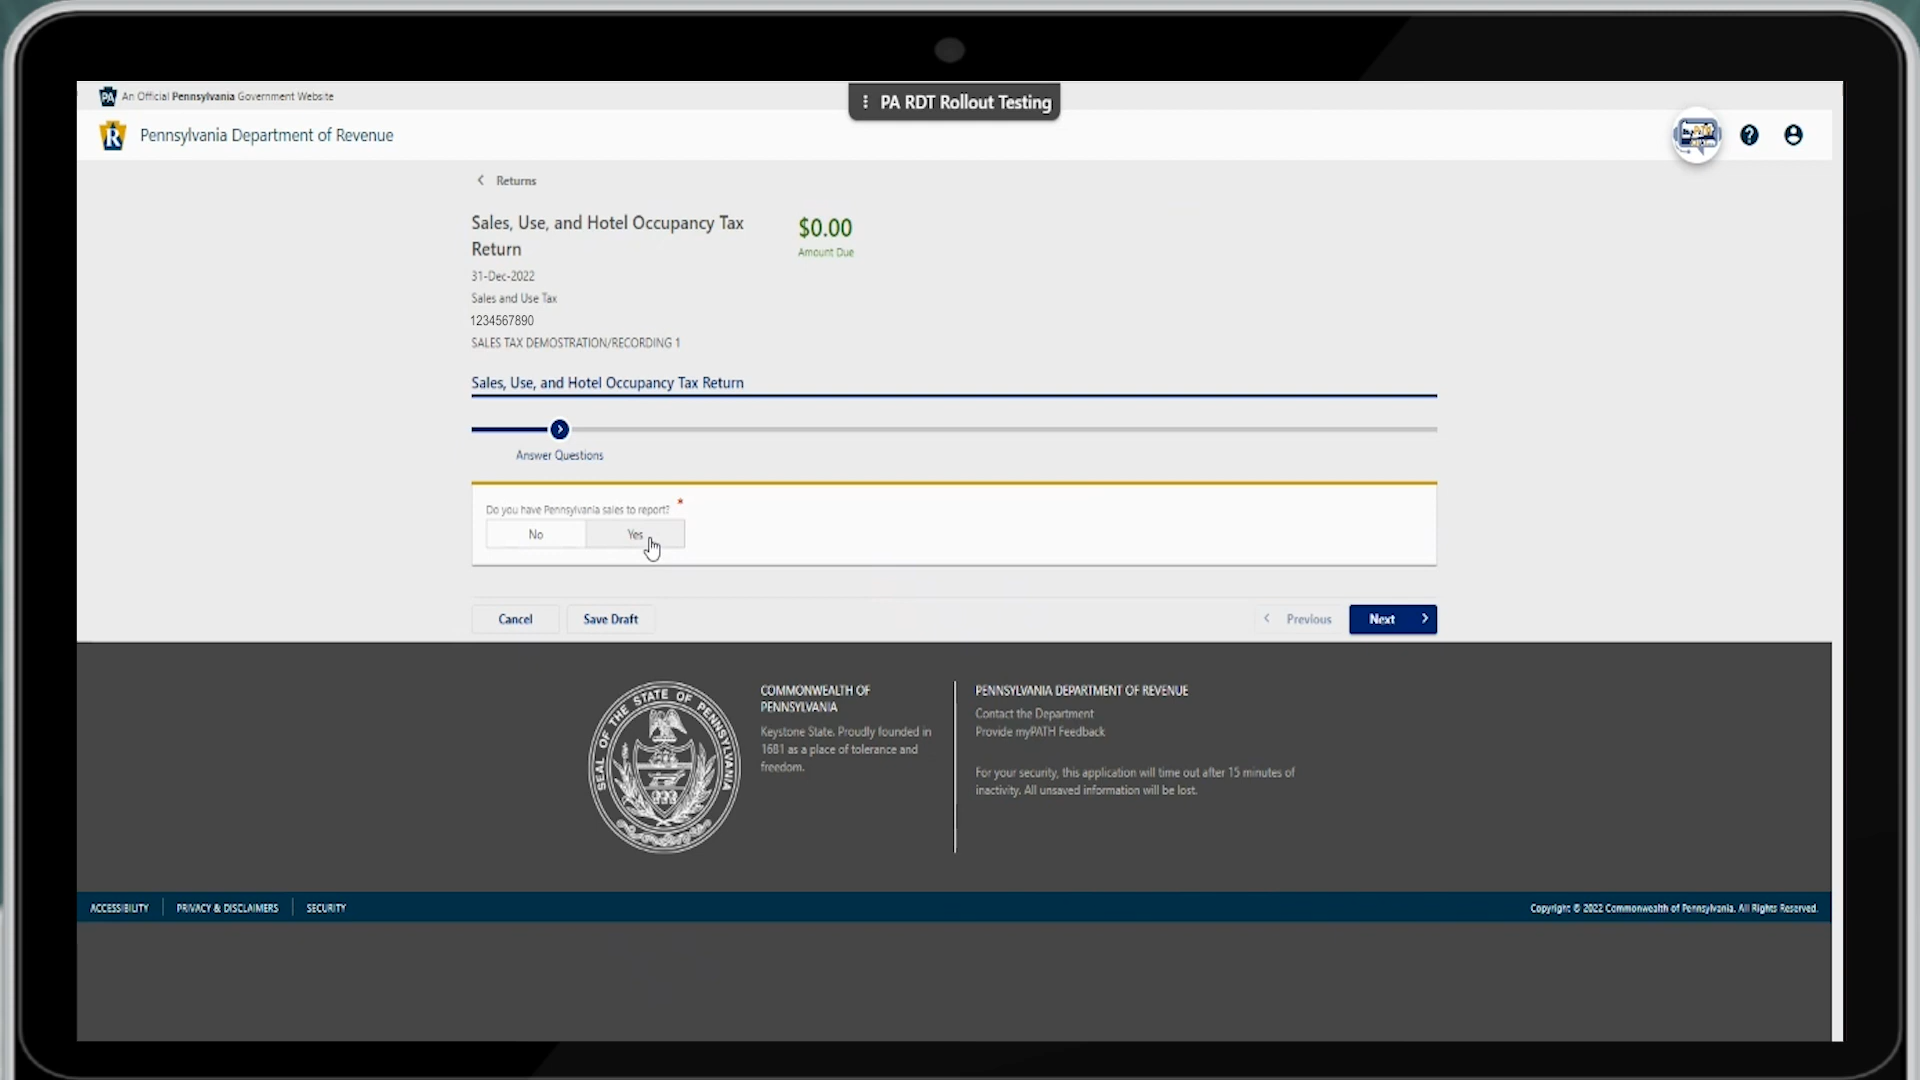 An Official Pennsylvania Government Website
PA RDT Rollout Testing
Pennsylvania Department of Revenue
Returns
Sales, Use, and Hotel Occupancy Tax
Return
$0.00
Amount Due
31-Dec-2022
Sales and Use Tax
1234567890
SALES TAX DEMOSTRATION/RECORDING 1
Sales, Use, and Hotel Occupancy Tax Return
Answer Questions
Do you have Pennsylvania sales to report? *
No
Yes
Cancel
Save Draft
Previous
Next
SEAL OF THE STATE OF PENNSYLVANIA
COMMONWEALTH OF
PENNSYLVANIA
Keystone State. Proudly founded in
1681 as a place of tolerance and
freedom.
PENNSYLVANIA DEPARTMENT OF REVENUE
Contact the Department
Provide myPATH Feedback
For your security, this application will time out after 15 minutes of
inactivity. All unsaved information will be lost.
ACCESSIBILITY
PRIVACY & DISCLAIMERS
SECURITY
Copyright © 2022 Commonwealth of Pennsylvania. All Rights Reserved.